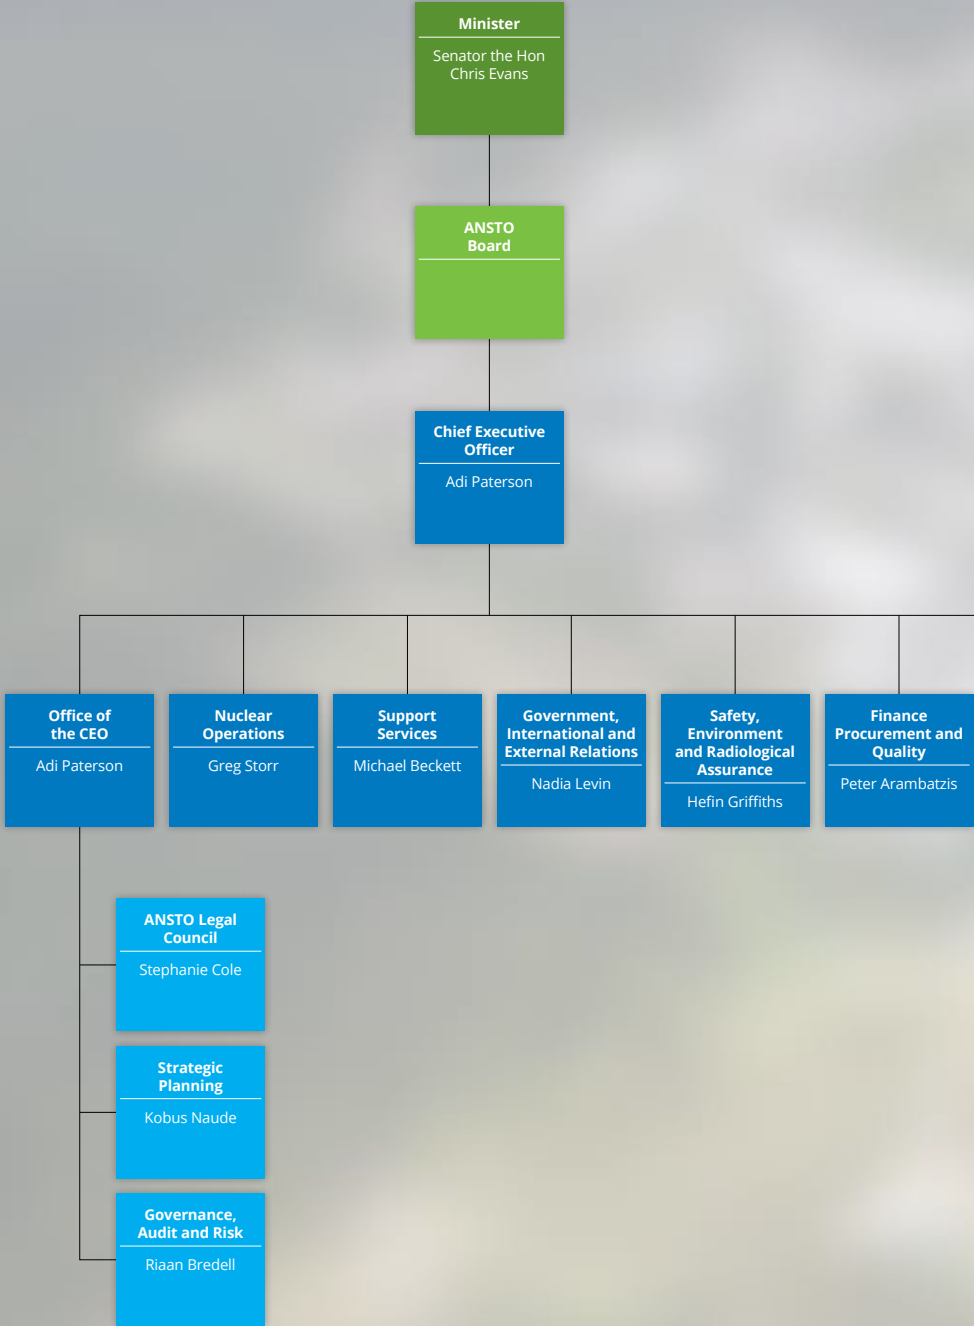 Minister
Senator the Hon
Chris Evans
ANSTO
Board
Chief Executive
Officer
Adi Paterson
Office of
the CEO
Adi Paterson
Nuclear
Operations
Greg Storr
Support
Services
Michael Beckett
Government,
International and
External Relations
Nadia Levin
Safety,
Environment
and Radiological
Assurance
Hefin Griffiths
Finance
Procurement and
Quality
Peter Arambatzis
ANSTO Legal
Council
Stephanie Cole
Strategic
Planning
Kobus Naude
Governance,
Audit and Risk
Riaan Bredell